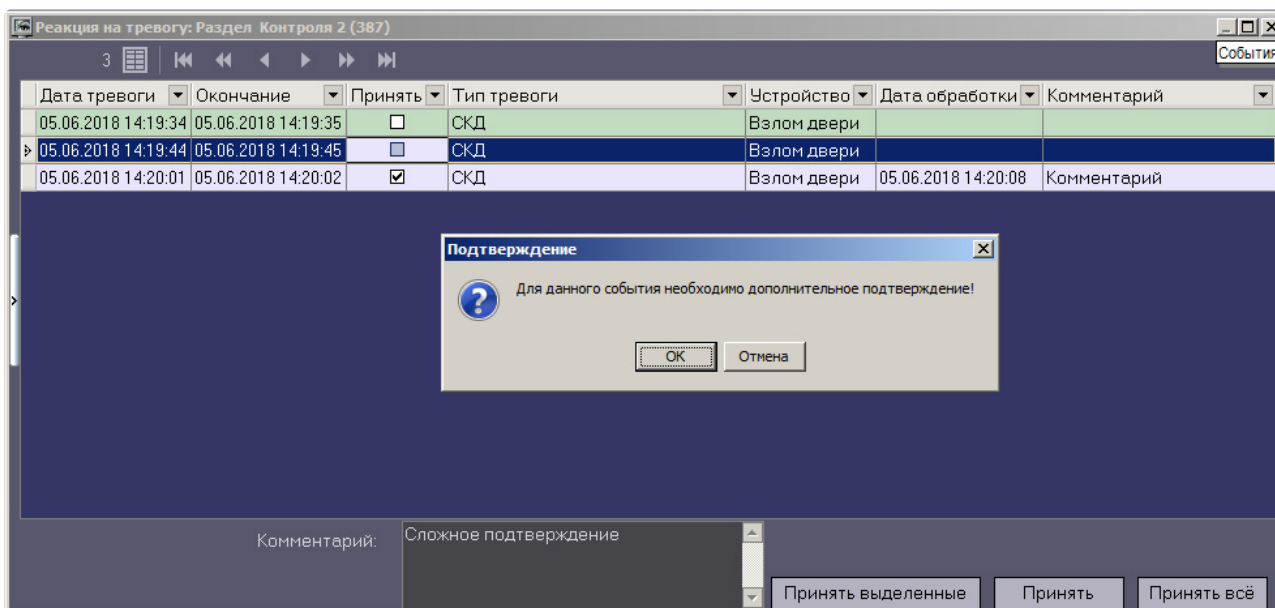 Реакция на тревогу: Раздел Контроля 2 (387)
События
3
Дата тревоги Окончание Принять Тип тревоги Устройство Дата обработки Комментарий
05.06.2018 14:19:34 05.06.2018 14:19:35 СКД Взлом двери
05.06.2018 14:19:44 05.06.2018 14:19:45 СКД Взлом двери
05.06.2018 14:20:01 05.06.2018 14:20:02 СКД Взлом двери 05.06.2018 14:20:08 Комментарий
Подтверждение
Для данного события необходимо дополнительное подтверждение!
ОК Отмена
Комментарий: Сложное подтверждение
Принять выделенные Принять Принять всё